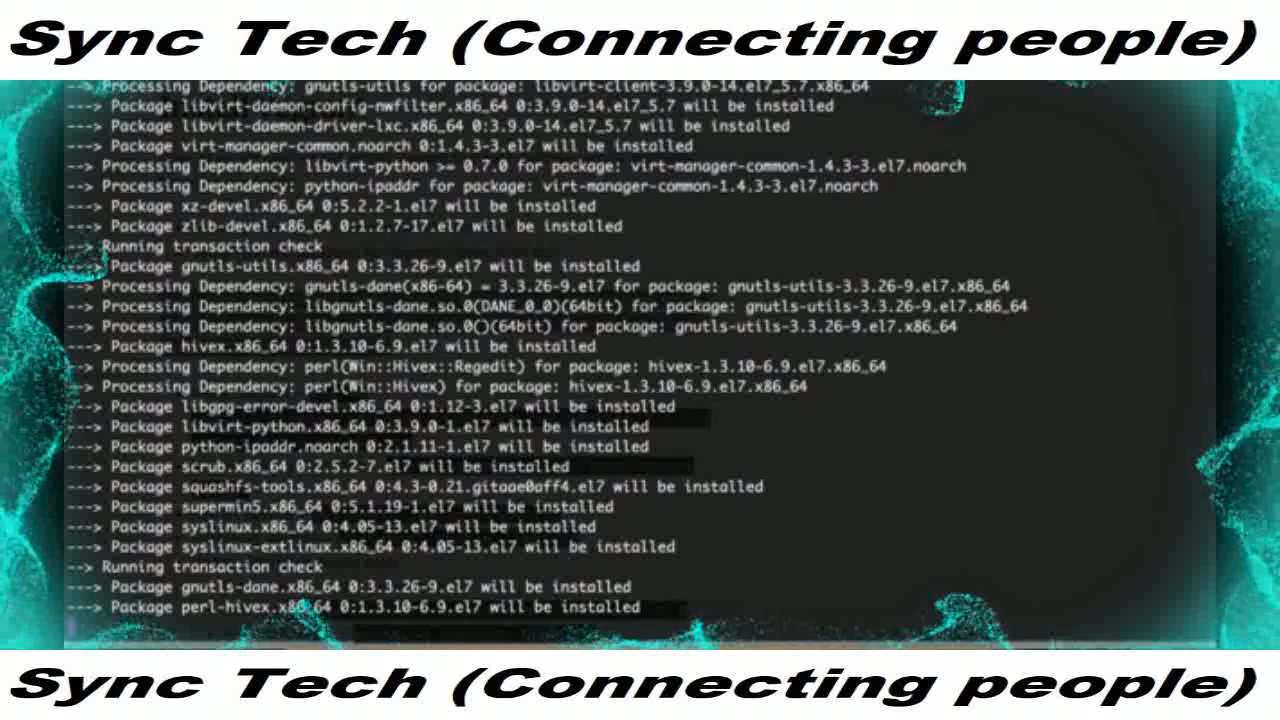 Sync Tech (Connecting people)
--> Processing Dependency: gnutls-utils for package: libvirt-client-3.9.0-14.el7_5.7.x86_64
---> Package libvirt-daemon-config-nwfilter.x86_64 0:3.9.0-14.el7_5.7 will be installed
---> Package libvirt-daemon-driver-lxc.x86_64 0:3.9.0-14.el7_5.7 will be installed
---> Package virt-manager-common.noarch 0:1.4.3-3.el7 will be installed
--> Processing Dependency: libvirt-python >= 0.7.0 for package: virt-manager-common-1.4.3-3.el7.noarch
--> Processing Dependency: python-ipaddr for package: virt-manager-common-1.4.3-3.el7.noarch
---> Package xz-devel.x86_64 0:5.2.2-1.el7 will be installed
---> Package zlib-devel.x86_64 0:1.2.7-17.el7 will be installed
--> Running transaction check
---> Package gnutls-utils.x86_64 0:3.3.26-9.el7 will be installed
--> Processing Dependency: gnutls-dane(x86-64) = 3.3.26-9.el7 for package: gnutls-utils-3.3.26-9.el7.x86_64
--> Processing Dependency: libgnutls-dane.so.0(DANE_0_0)(64bit) for package: gnutls-utils-3.3.26-9.el7.x86_64
--> Processing Dependency: libgnutls-dane.so.0()(64bit) for package: gnutls-utils-3.3.26-9.el7.x86_64
---> Package hivex.x86_64 0:1.3.10-6.9.el7 will be installed
--> Processing Dependency: perl(Win::Hivex::Regedit) for package: hivex-1.3.10-6.9.el7.x86_64
--> Processing Dependency: perl(Win::Hivex) for package: hivex-1.3.10-6.9.el7.x86_64
---> Package libgpg-error-devel.x86_64 0:1.12-3.el7 will be installed
---> Package libvirt-python.x86_64 0:3.9.0-1.el7 will be installed
---> Package python-ipaddr.noarch 0:2.1.11-1.el7 will be installed
---> Package scrub.x86_64 0:2.5.2-7.el7 will be installed
---> Package squashfs-tools.x86_64 0:4.3-0.21.gitaae0aff4.el7 will be installed
---> Package supermin5.x86_64 0:5.1.19-1.el7 will be installed
---> Package syslinux.x86_64 0:4.05-13.el7 will be installed
---> Package syslinux-extlinux.x86_64 0:4.05-13.el7 will be installed
--> Running transaction check
---> Package gnutls-dane.x86_64 0:3.3.26-9.el7 will be installed
---> Package perl-hivex.x86_64 0:1.3.10-6.9.el7 will be installed
Sync Tech (Connecting people)